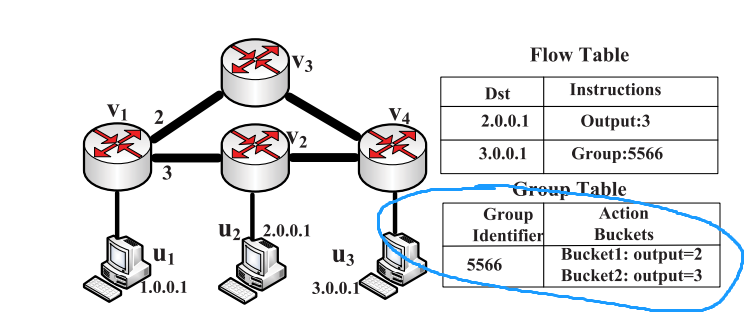 Flow Table
v3
Dst Instructions
v1
2
v4
2.0.0.1 Output:3
v2
3.0.0.1 Group:5566
3
Group Table
Group Identifier
Action Buckets
u1
u2
2.0.0.1
u3
5566
Bucket1: output=2
Bucket2: output=3
1.0.0.1
3.0.0.1